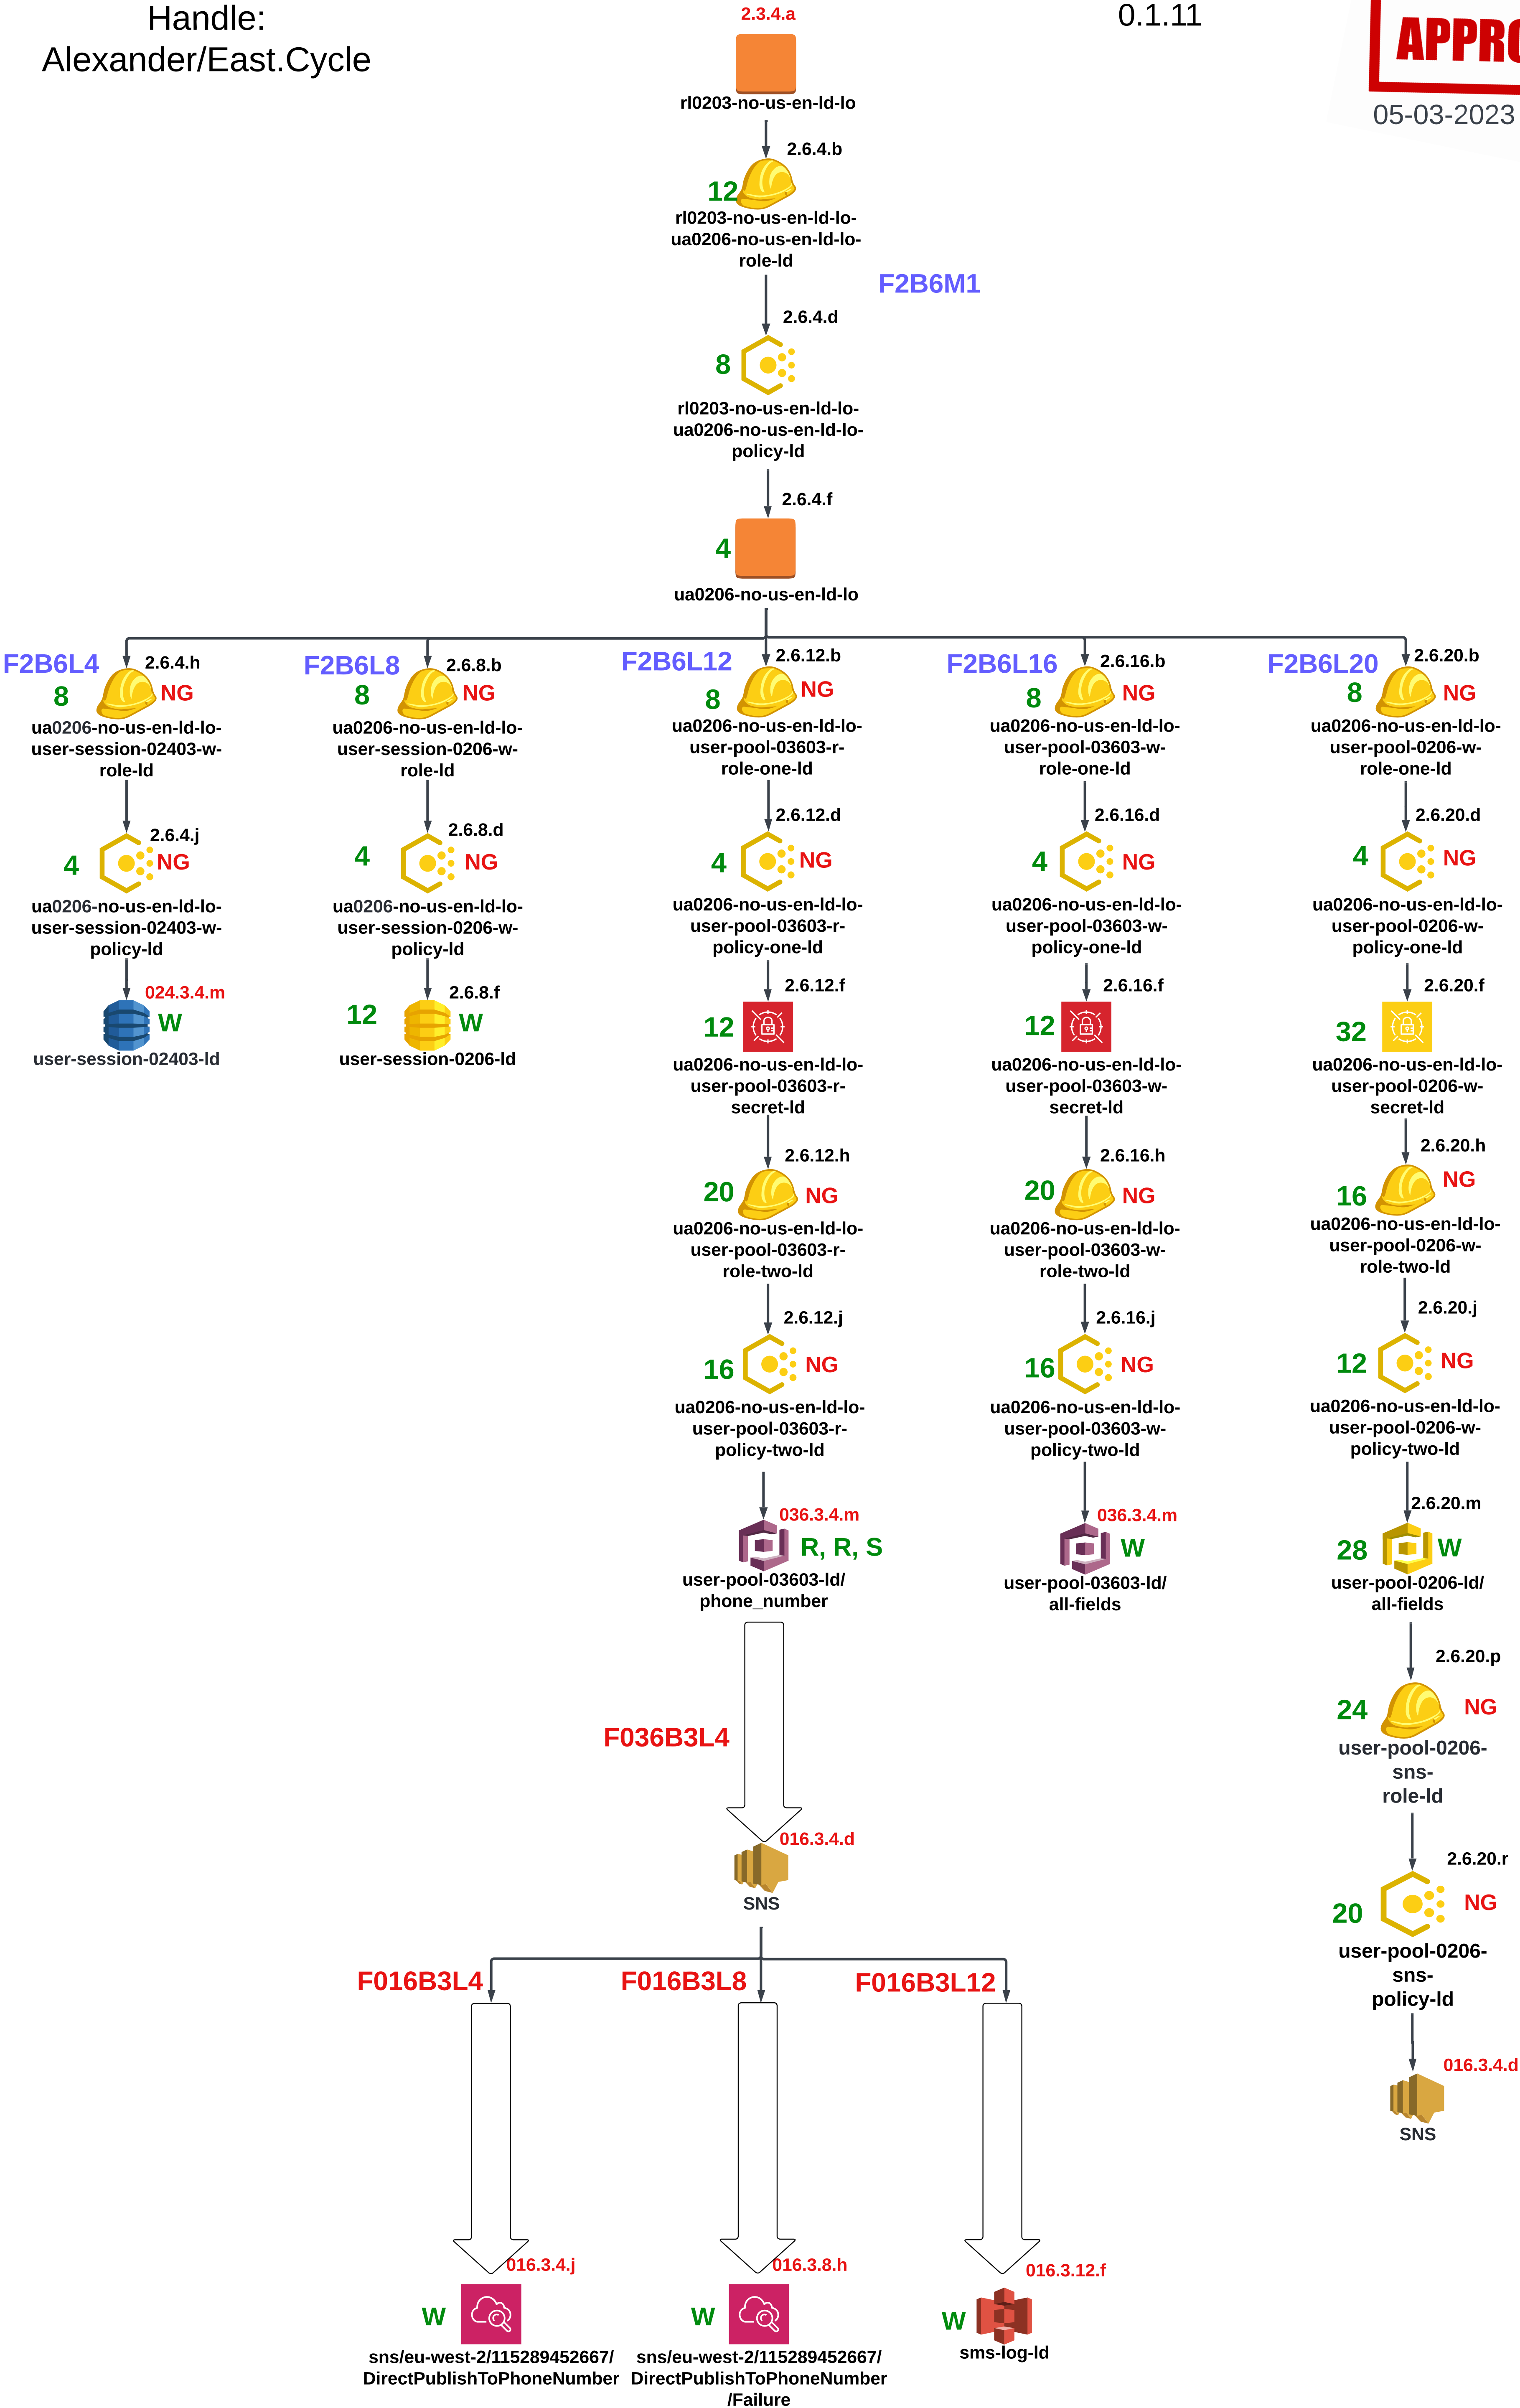 Handle:
Alexander/East.Cycle
2.3.4.a
0.1.11
05-03-2023
rl0203-no-us-en-ld-lo
2.6.4.b
12
rl0203-no-us-en-ld-lo-
ua0206-no-us-en-ld-lo-
role-ld
F2B6M1
2.6.4.d
8
rl0203-no-us-en-ld-lo-
ua0206-no-us-en-ld-lo-
policy-ld
2.6.4.f
4
ua0206-no-us-en-ld-lo
F2B6L4
2.6.4.h
8
NG
ua0206-no-us-en-ld-lo-
user-session-02403-w-
role-ld
2.6.4.j
4
NG
ua0206-no-us-en-ld-lo-
user-session-02403-w-
policy-ld
024.3.4.m
W
user-session-02403-ld
F2B6L8
2.6.8.b
8
NG
ua0206-no-us-en-ld-lo-
user-session-0206-w-
role-ld
2.6.8.d
4
NG
ua0206-no-us-en-ld-lo-
user-session-0206-w-
policy-ld
2.6.8.f
12
W
user-session-0206-ld
F2B6L12
2.6.12.b
8
NG
ua0206-no-us-en-ld-lo-
user-pool-03603-r-
role-one-ld
2.6.12.d
4
NG
ua0206-no-us-en-ld-lo-
user-pool-03603-r-
policy-one-ld
2.6.12.f
12
ua0206-no-us-en-ld-lo-
user-pool-03603-r-
secret-ld
2.6.12.h
20
NG
ua0206-no-us-en-ld-lo-
user-pool-03603-r-
role-two-ld
2.6.12.j
16
NG
ua0206-no-us-en-ld-lo-
user-pool-03603-r-
policy-two-ld
036.3.4.m
R, R, S
user-pool-03603-ld/
phone_number
F2B6L16
2.6.16.b
8
NG
ua0206-no-us-en-ld-lo-
user-pool-03603-w-
role-one-ld
2.6.16.d
4
NG
ua0206-no-us-en-ld-lo-
user-pool-03603-w-
policy-one-ld
2.6.16.f
12
ua0206-no-us-en-ld-lo-
user-pool-03603-w-
secret-ld
2.6.16.h
20
NG
ua0206-no-us-en-ld-lo-
user-pool-03603-w-
role-two-ld
2.6.16.j
16
NG
ua0206-no-us-en-ld-lo-
user-pool-03603-w-
policy-two-ld
036.3.4.m
W
user-pool-03603-ld/
all-fields
F2B6L20
2.6.20.b
8
NG
ua0206-no-us-en-ld-lo-
user-pool-0206-w-
role-one-ld
2.6.20.d
4
NG
ua0206-no-us-en-ld-lo-
user-pool-0206-w-
policy-one-ld
2.6.20.f
32
ua0206-no-us-en-ld-lo-
user-pool-0206-w-
secret-ld
2.6.20.h
16
NG
ua0206-no-us-en-ld-lo-
user-pool-0206-w-
role-two-ld
2.6.20.j
12
NG
ua0206-no-us-en-ld-lo-
user-pool-0206-w-
policy-two-ld
2.6.20.m
28
W
user-pool-0206-ld/
all-fields
2.6.20.p
24
NG
user-pool-0206-
sns-
role-ld
2.6.20.r
20
NG
user-pool-0206-
sns-
policy-ld
016.3.4.d
SNS
F036B3L4
016.3.4.d
SNS
F016B3L4
F016B3L8
F016B3L12
016.3.4.j
W
sns/eu-west-2/115289452667/
DirectPublishToPhoneNumber
016.3.8.h
W
sns/eu-west-2/115289452667/
DirectPublishToPhoneNumber
/Failure
016.3.12.f
W
sms-log-ld